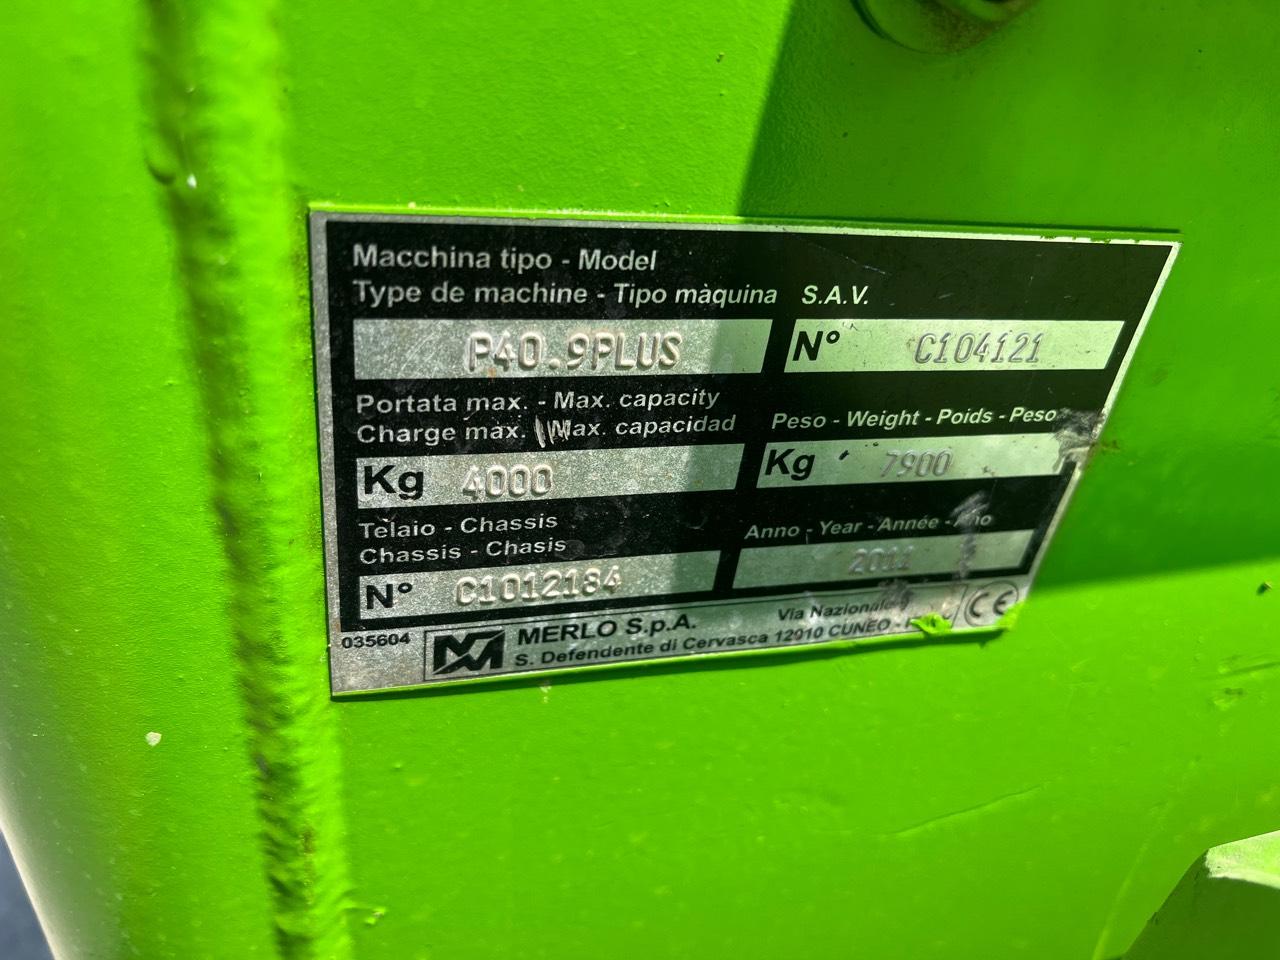 Macchina tipo - Model
Type de machine - Tipo màquina S.A.V.
P40.9PLUS N° C104121
Portata max. - Max. capacity
Charge max. Max. capacidad Peso - Weight - Poids - Peso
Kg 4000 Kg 7900
Telaio - Chassis
Chassis - Chasis Anno - Year - Année - Año
N° C1012184 2011
035604 MERLO S.p.A. Via Nazionale 9
S. Defendente di Cervasca 12010 CUNEO - CE